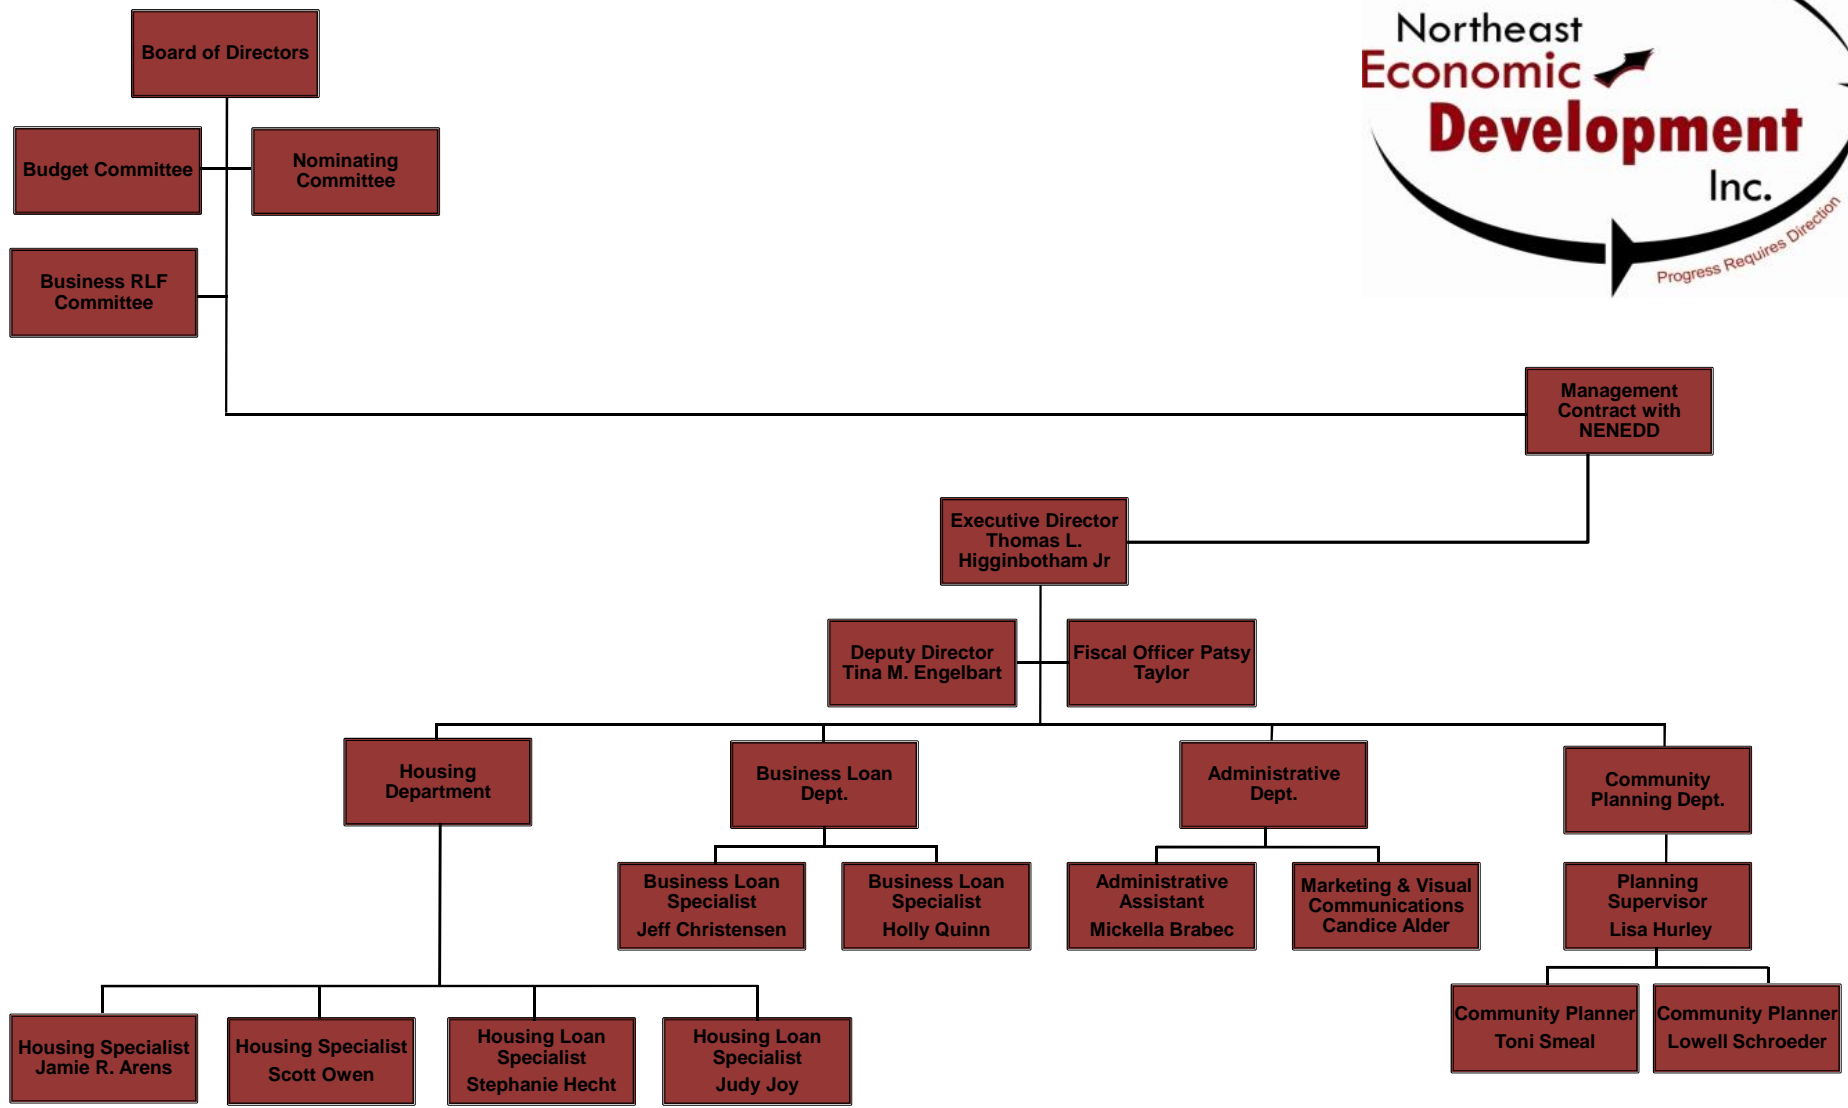 Board of Directors
Northeast
Economic
Development
Inc.
Progress Requires Direction
Budget Committee
Nominating
Committee
Business RLF
Committee
Management
Contract with
NENEDD
Executive Director
Thomas L.
Higginbotham Jr
Deputy Director
Tina M. Engelbart
Fiscal Officer Patsy
Taylor
Housing
Department
Business Loan
Dept.
Administrative
Dept.
Community
Planning Dept.
Business Loan
Specialist
Jeff Christensen
Business Loan
Specialist
Holly Quinn
Administrative
Assistant
Mickella Brabec
Marketing & Visual
Communications
Candice Alder
Planning
Supervisor
Lisa Hurley
Housing Specialist
Jamie R. Arens
Housing Specialist
Scott Owen
Housing Loan
Specialist
Stephanie Hecht
Housing Loan
Specialist
Judy Joy
Community Planner
Toni Smeal
Community Planner
Lowell Schroeder